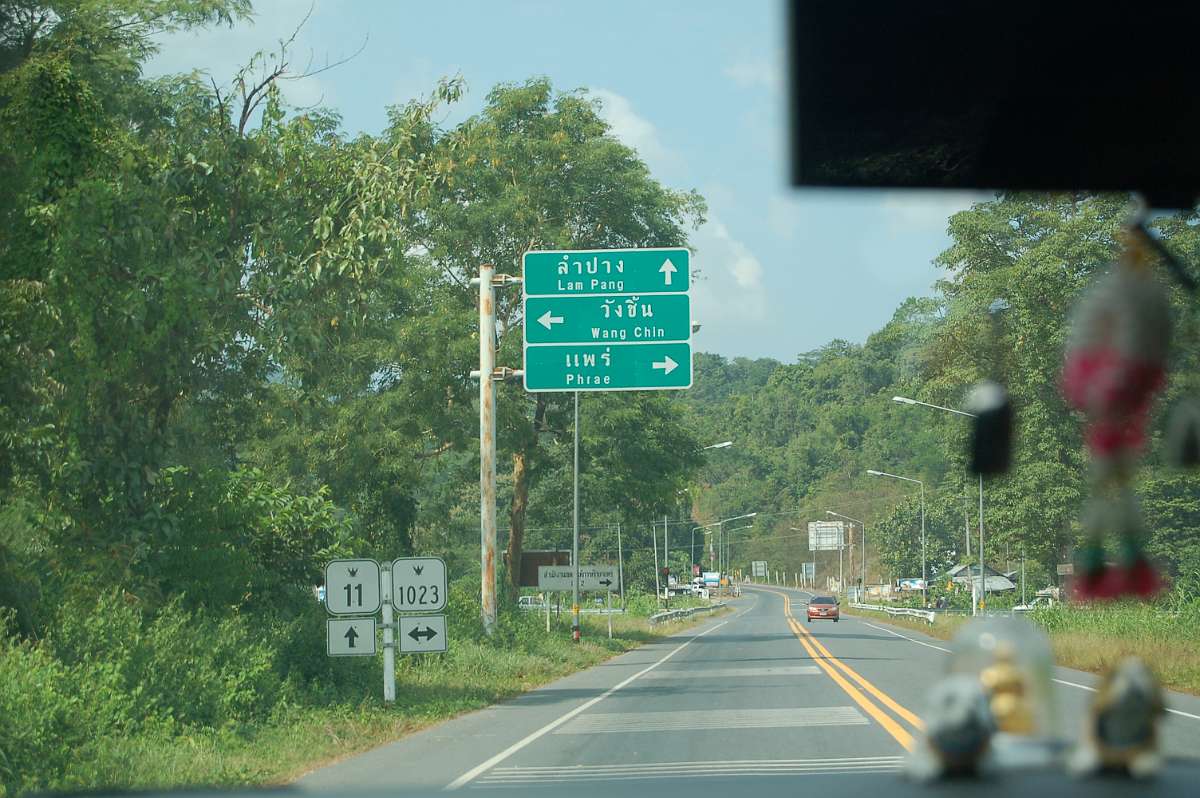 ลำปาง
Lam Pang
วังชิ้น
Wang Chin
แพร่
Phrae
11
1023